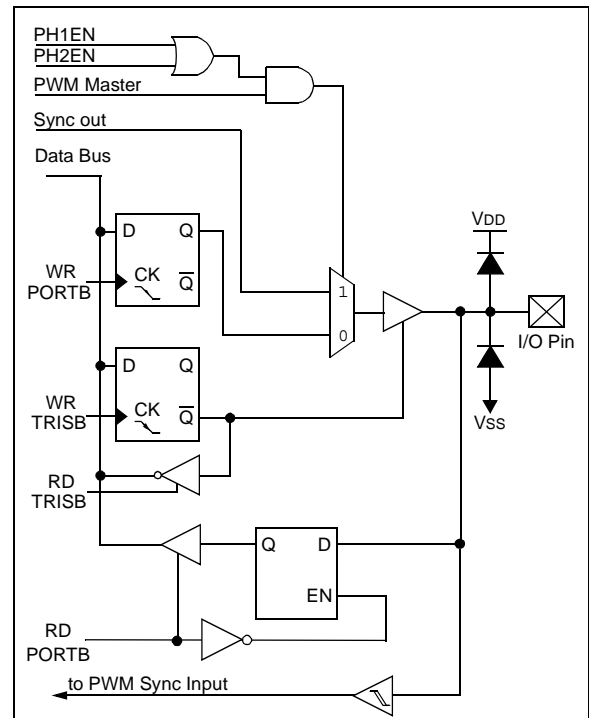 PH1EN
PH2EN
PWM Master
Sync out
Data Bus
D Q
WR
PORTB
CK
Q
VDD
1
0
I/O Pin
D Q
WR
TRISB
CK
Q
VSS
RD
TRISB
Q D
EN
RD
PORTB
to PWM Sync Input